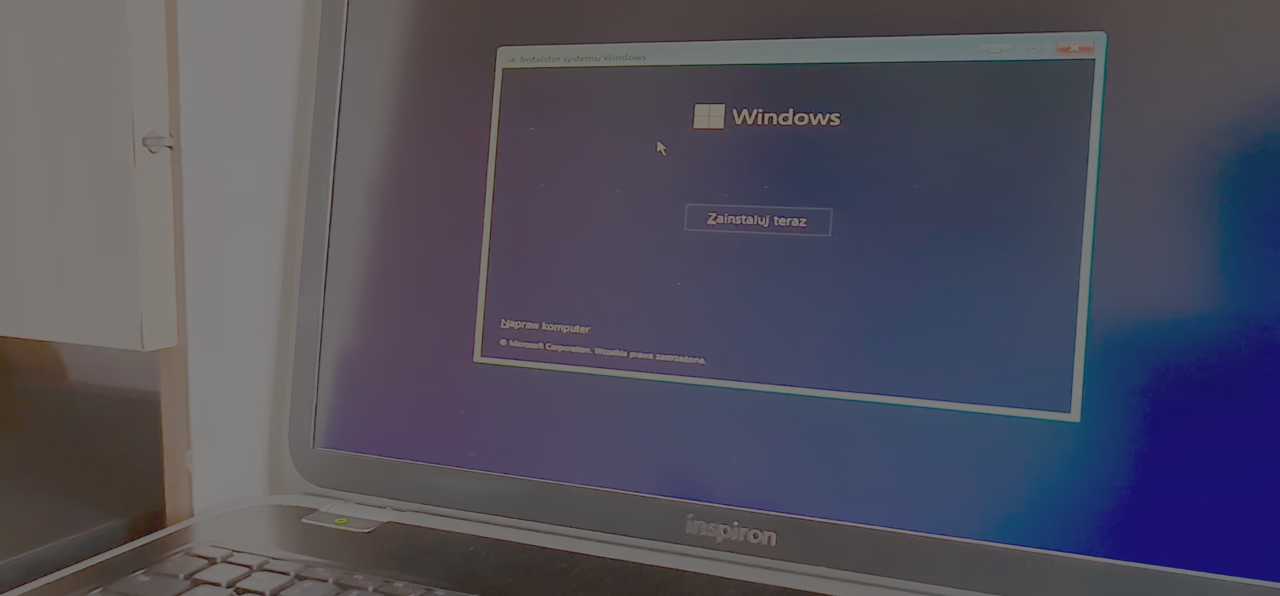 Instalator systemu Windows
Windows
Zainstaluj teraz
Napraw komputer
© Microsoft Corporation. Wszelkie prawa zastrzeżone.
inspiron